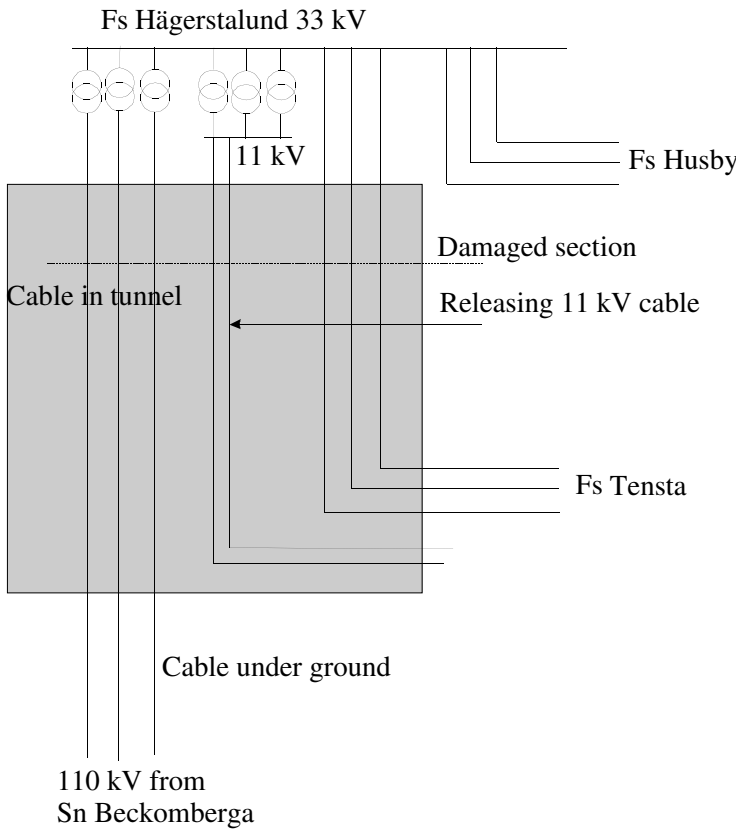 Fs Hägerstalund 33 kV
11 kV
Fs Husby
Damaged section
Cable in tunnel
Releasing 11 kV cable
Fs Tensta
Cable under ground
110 kV from
Sn Beckomberga